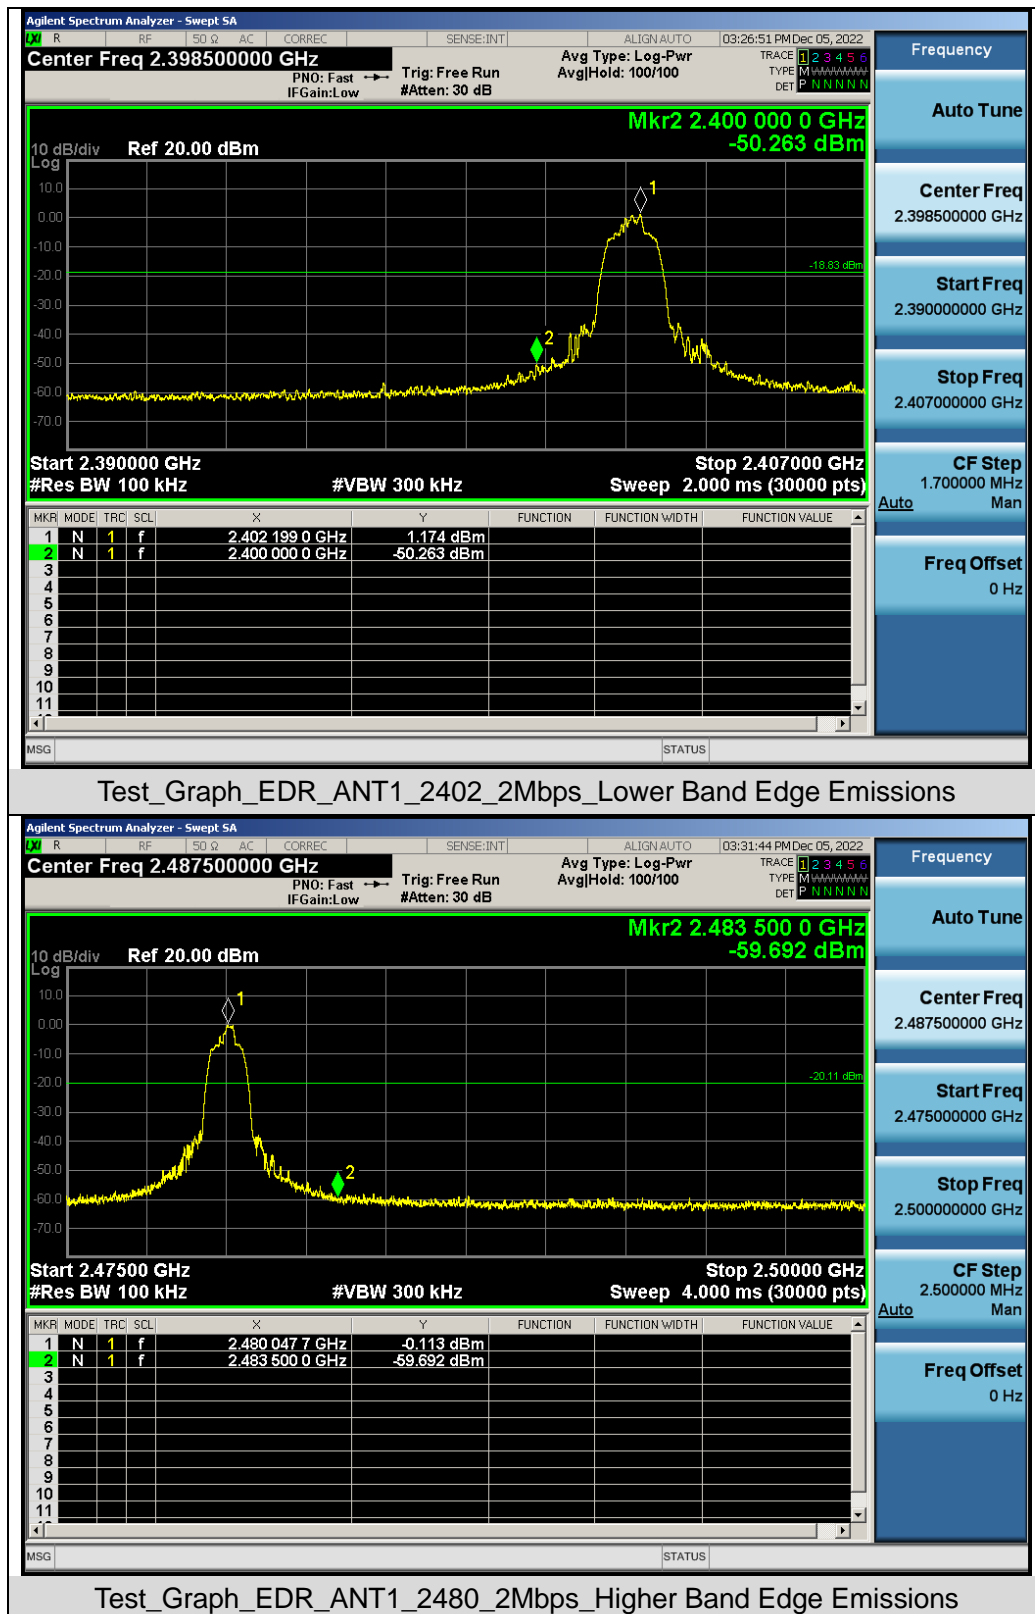 Agilent Spectrum Analyzer - Swept SA
LXI R RF 50 Ω AC CORREC SENSE:INT ALIGN AUTO 03:26:51 PM Dec 05, 2022
Center Freq 2.398500000 GHz
PNO: Fast
IFGain:Low
Trig: Free Run
#Atten: 30 dB
Avg Type: Log-Pwr
Avg|Hold: 100/100
TRACE 1 2 3 4 5 6
TYPE M
DET P N N N N N
Frequency
Auto Tune
Center Freq
2.398500000 GHz
Start Freq
2.390000000 GHz
Stop Freq
2.407000000 GHz
CF Step
1.700000 MHz
Auto Man
Freq Offset
0 Hz
Mkr2 2.400 000 0 GHz
-50.263 dBm
10 dB/div Ref 20.00 dBm
Log
10.0
0.00
-10.0
-20.0
-30.0
-40.0
-50.0
-60.0
-70.0
1
-18.83 dBm
2
Start 2.390000 GHz Stop 2.407000 GHz
#Res BW 100 kHz #VBW 300 kHz Sweep 2.000 ms (30000 pts)
MKR MODE TRC SCL X Y FUNCTION FUNCTION WIDTH FUNCTION VALUE
1 N 1 f 2.402 199 0 GHz 1.174 dBm
2 N 1 f 2.400 000 0 GHz -50.263 dBm
3
4
5
6
7
8
9
10
11
MSG STATUS
Test_Graph_EDR_ANT1_2402_2Mbps_Lower Band Edge Emissions
Agilent Spectrum Analyzer - Swept SA
LXI R RF 50 Ω AC CORREC SENSE:INT ALIGN AUTO 03:31:44 PM Dec 05, 2022
Center Freq 2.487500000 GHz
PNO: Fast
IFGain:Low
Trig: Free Run
#Atten: 30 dB
Avg Type: Log-Pwr
Avg|Hold: 100/100
TRACE 1 2 3 4 5 6
TYPE M
DET P N N N N N
Frequency
Auto Tune
Center Freq
2.487500000 GHz
Start Freq
2.475000000 GHz
Stop Freq
2.500000000 GHz
CF Step
2.500000 MHz
Auto Man
Freq Offset
0 Hz
Mkr2 2.483 500 0 GHz
-59.692 dBm
10 dB/div Ref 20.00 dBm
Log
10.0
0.00
-10.0
-20.0
-30.0
-40.0
-50.0
-60.0
-70.0
1
-20.11 dBm
2
Start 2.47500 GHz Stop 2.50000 GHz
#Res BW 100 kHz #VBW 300 kHz Sweep 4.000 ms (30000 pts)
MKR MODE TRC SCL X Y FUNCTION FUNCTION WIDTH FUNCTION VALUE
1 N 1 f 2.480 047 7 GHz -0.113 dBm
2 N 1 f 2.483 500 0 GHz -59.692 dBm
3
4
5
6
7
8
9
10
11
MSG STATUS
Test_Graph_EDR_ANT1_2480_2Mbps_Higher Band Edge Emissions